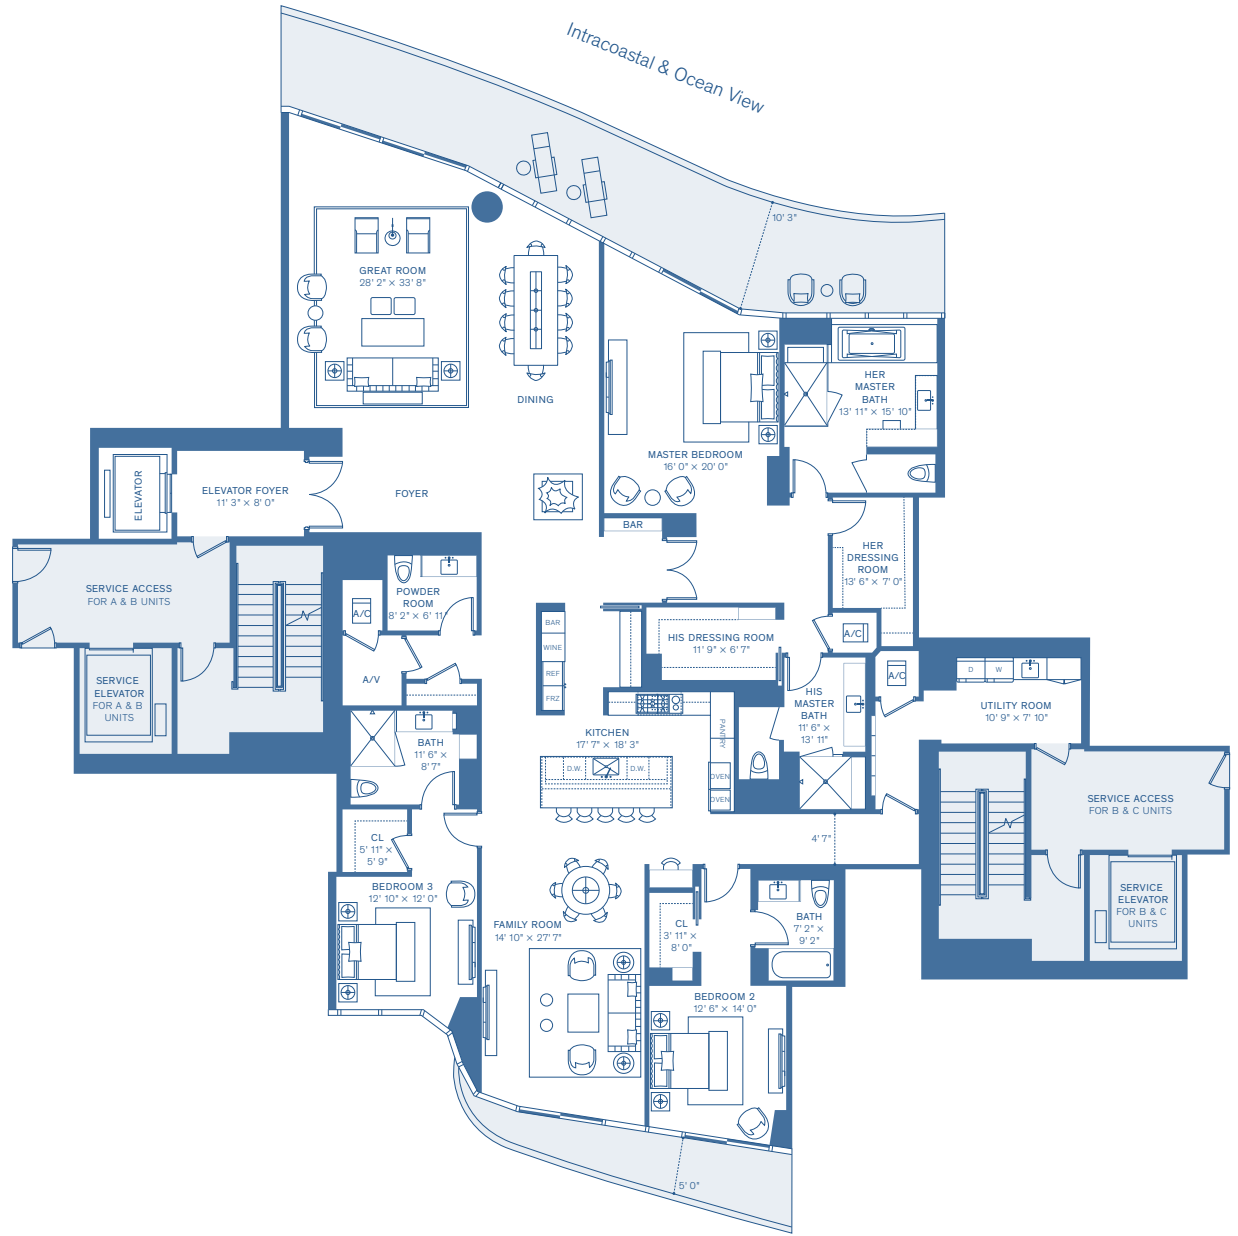 Intracoastal & Ocean View
10' 3"
GREAT ROOM
28' 2" × 33' 8"
DINING
HER
MASTER
BATH
13' 11" × 15' 10"
MASTER BEDROOM
16' 0" × 20' 0"
ELEVATOR
ELEVATOR FOYER
11' 3" × 8' 0"
FOYER
BAR
HER
DRESSING
ROOM
13' 6" × 7' 0"
SERVICE ACCESS
FOR A & B UNITS
POWDER
ROOM
8' 2" × 6' 11"
A/C
BAR
WINE
REF
FRZ
HIS DRESSING ROOM
11' 9" × 6' 7"
A/C
A/C
D
W
A/V
SERVICE
ELEVATOR
FOR A & B
UNITS
HIS
MASTER
BATH
11' 6" ×
13' 11"
UTILITY ROOM
10' 9" × 7' 10"
KITCHEN
17' 7" × 18' 3"
PANTRY
BATH
11' 6" ×
8' 7"
D.W.
D.W.
OVEN
OVEN
SERVICE ACCESS
FOR B & C UNITS
4' 7"
CL
5' 11" ×
5' 9"
BEDROOM 3
12' 10" × 12' 0"
FAMILY ROOM
14' 10" × 27' 7"
CL
3' 11" ×
8' 0"
BATH
7' 2" ×
9' 2"
SERVICE
ELEVATOR
FOR B & C
UNITS
BEDROOM 2
12' 6" × 14' 0"
5' 0"